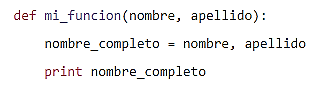 def mi_funcion(nombre, apellido):
    nombre_completo = nombre, apellido
    print nombre_completo